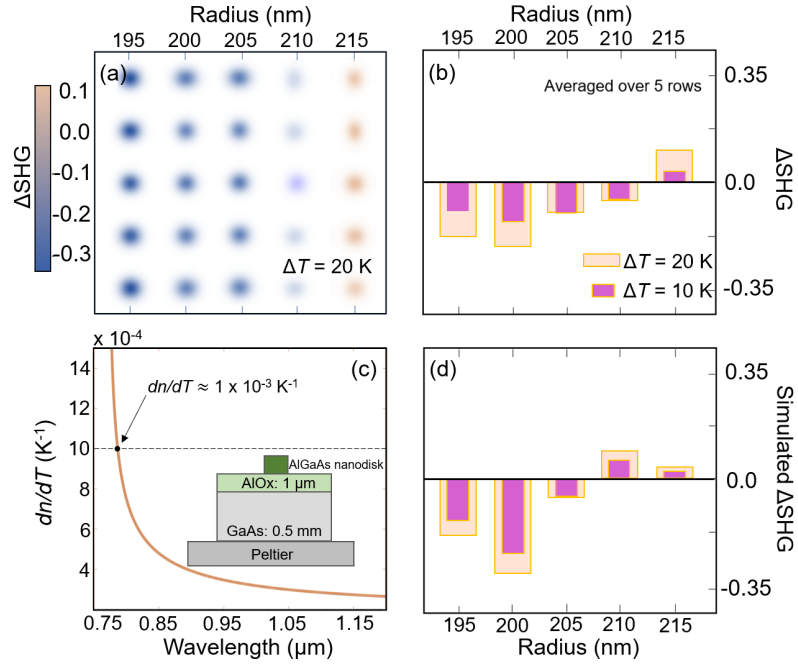 Radius (nm)
195 200 205 210 215
(a)
ΔSHG
0.1
0.0
-0.1
-0.2
-0.3
ΔT = 20 K
Radius (nm)
195 200 205 210 215
(b)
Averaged over 5 rows
0.35
0.0
-0.35
ΔSHG
ΔT = 20 K
ΔT = 10 K
x 10⁻⁴
(c)
dn/dT ≈ 1 x 10⁻³ K⁻¹
14
12
10
8
6
4
dn/dT (K⁻¹)
AlGaAs nanodisk
AlOx: 1 μm
GaAs: 0.5 mm
Peltier
0.75 0.85 0.95 1.05 1.15
Wavelength (μm)
(d)
0.35
0.0
-0.35
Simulated ΔSHG
195 200 205 210 215
Radius (nm)